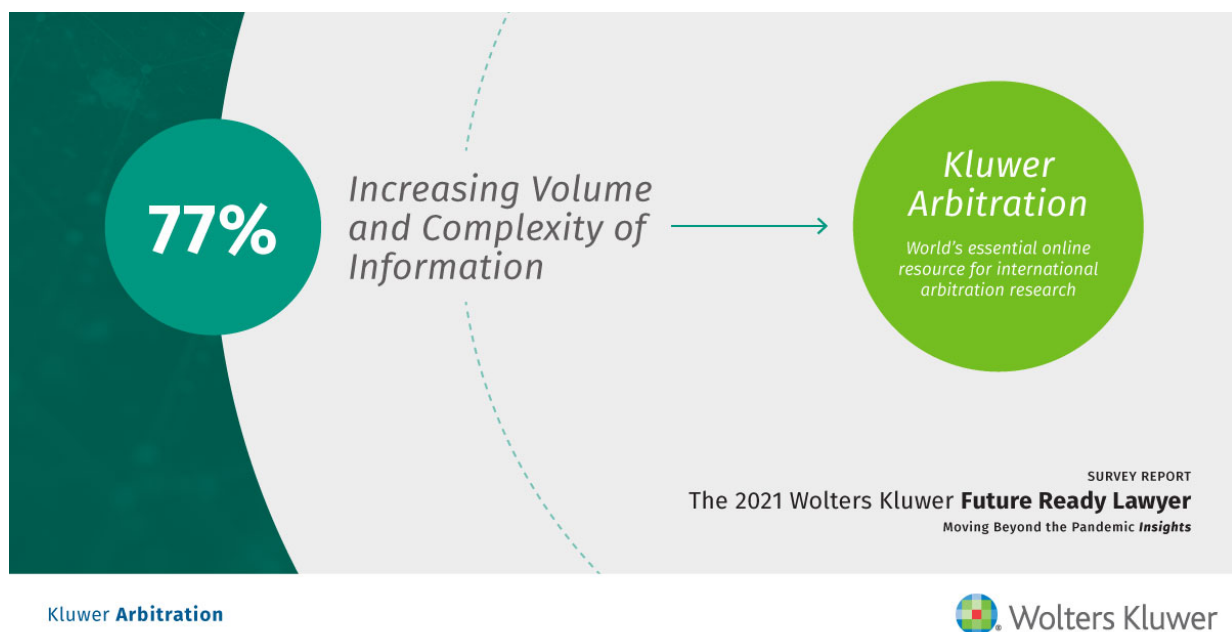 77%
Increasing Volume
and Complexity of
Information
Kluwer
Arbitration
World's essential online
resource for international
arbitration research
SURVEY REPORT
The 2021 Wolters Kluwer Future Ready Lawyer
Moving Beyond the Pandemic Insights
Kluwer Arbitration
Wolters Kluwer